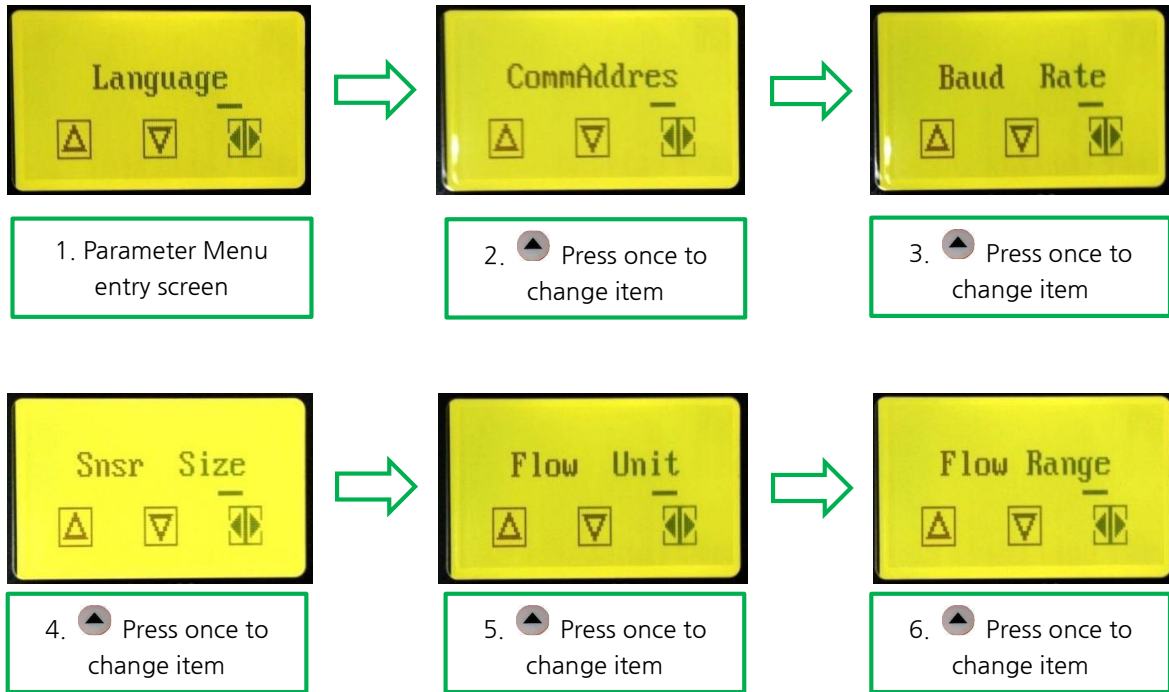 Language
CommAddres
Baud Rate
1. Parameter Menu
entry screen
2. Press once to
change item
3. Press once to
change item
Snsr Size
Flow Unit
Flow Range
4. Press once to
change item
5. Press once to
change item
6. Press once to
change item